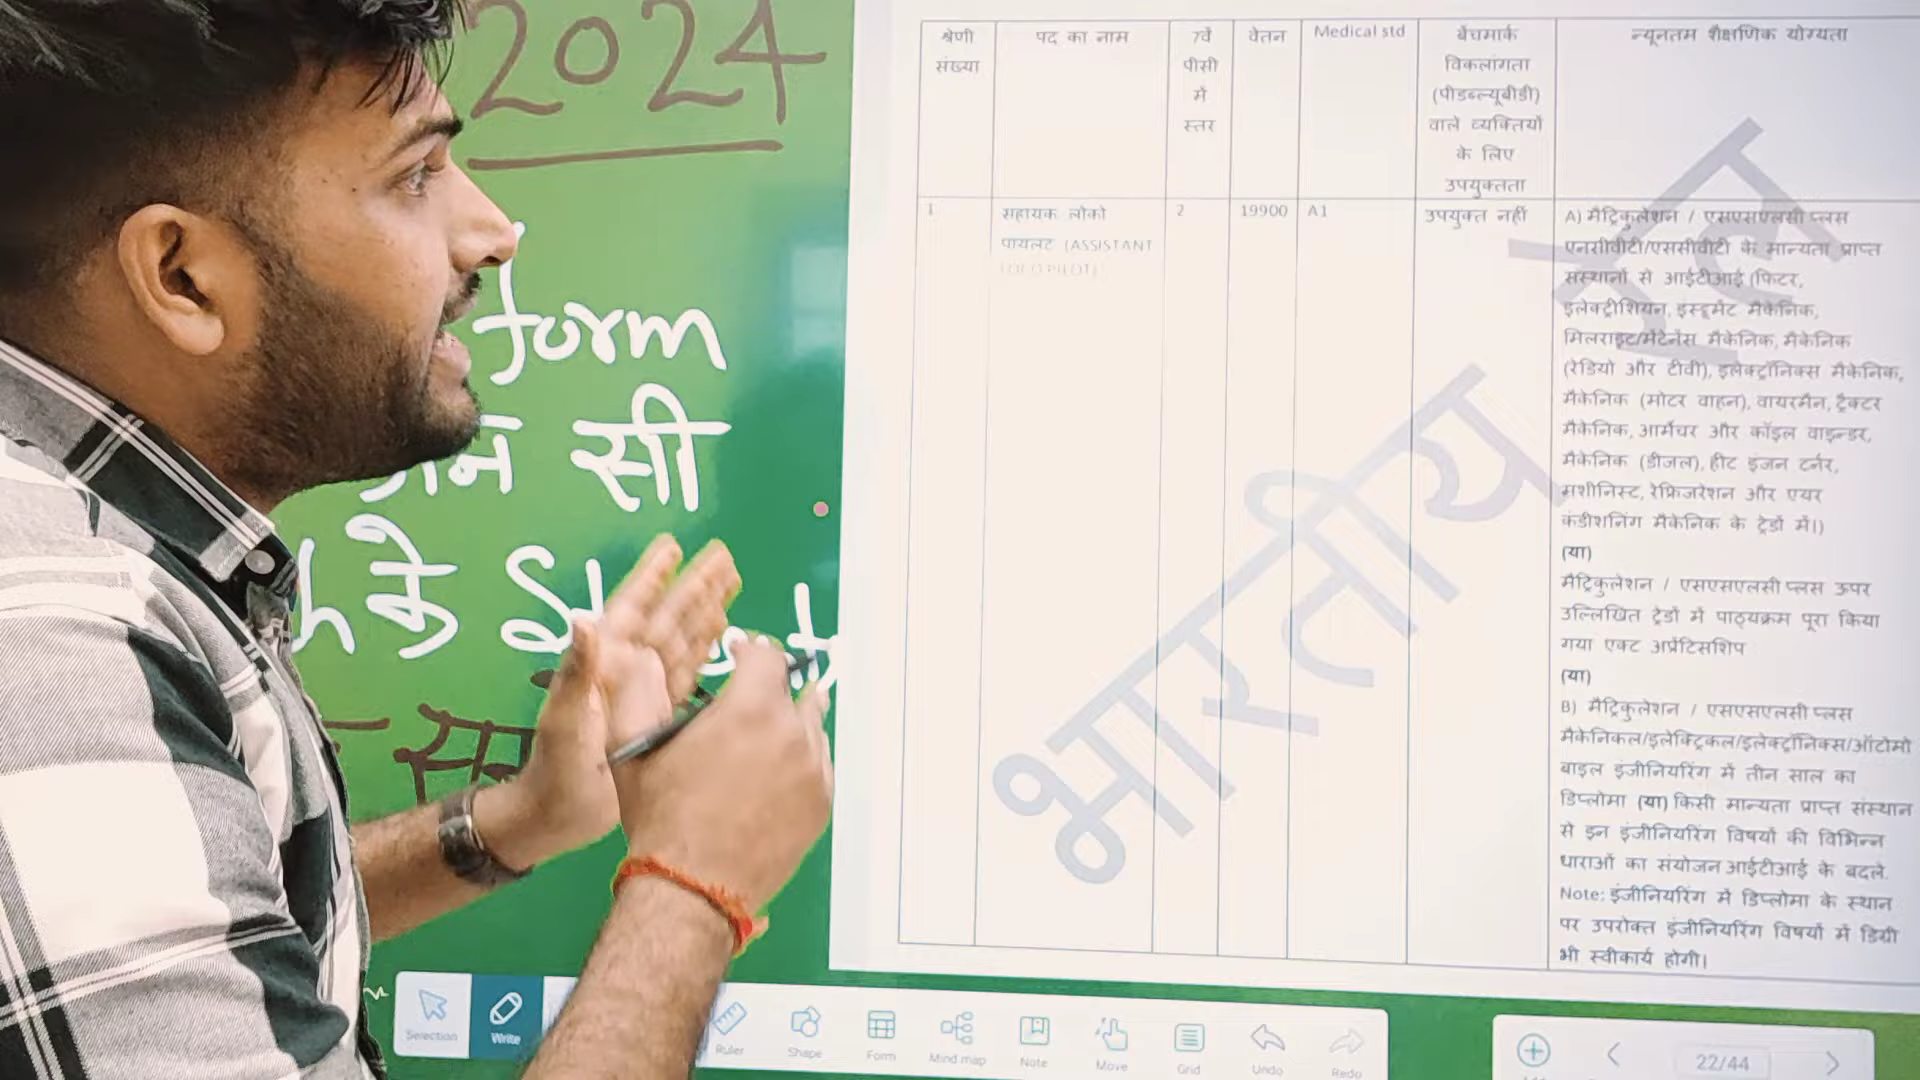 2024
form
सी
के
श्रेणी संख्या
पद का नाम
7वें पीसी में स्तर
वेतन
Medical std
बेंचमार्क विकलांगता (पीडब्ल्यूबीडी) वाले व्यक्तियों के लिए उपयुक्तता
न्यूनतम शैक्षणिक योग्यता
1
सहायक लोको
पायलट (ASSISTANT
LOCO PILOT)
2
19900
A1
उपयुक्त नहीं
A) मैट्रिकुलेशन / एसएसएलसी प्लस
एनसीवीटी/एससीवीटी के मान्यता प्राप्त
संस्थानों से आईटीआई (फिटर,
इलेक्ट्रीशियन, इंस्ट्रूमेंट मैकेनिक,
मिलराइट/मेंटेनेंस मैकेनिक, मैकेनिक
(रेडियो और टीवी), इलेक्ट्रॉनिक्स मैकेनिक,
मैकेनिक (मोटर वाहन), वायरमैन, ट्रैक्टर
मैकेनिक, आर्मेचर और कॉइल वाइन्डर,
मैकेनिक (डीजल), हीट इंजन टर्नर,
मशीनिस्ट, रेफ्रिजरेशन और एयर
कंडीशनिंग मैकेनिक के ट्रेडों में।)
(या)
मैट्रिकुलेशन / एसएसएलसी प्लस ऊपर
उल्लिखित ट्रेडों में पाठ्यक्रम पूरा किया
गया एक्ट अप्रेंटिसशिप
(या)
B) मैट्रिकुलेशन / एसएसएलसी प्लस
मैकेनिकल/इलेक्ट्रिकल/इलेक्ट्रॉनिक्स/ऑटोमो
बाइल इंजीनियरिंग में तीन साल का
डिप्लोमा (या) किसी मान्यता प्राप्त संस्थान
से इन इंजीनियरिंग विषयों की विभिन्न
धाराओं का संयोजन आईटीआई के बदले.
Note: इंजीनियरिंग में डिप्लोमा के स्थान
पर उपरोक्त इंजीनियरिंग विषयों में डिग्री
भी स्वीकार्य होगी।
भारतीय रेल
Selection
Write
Ruler
Shape
Form
Mind map
Note
Move
Grid
Undo
Redo
22/44